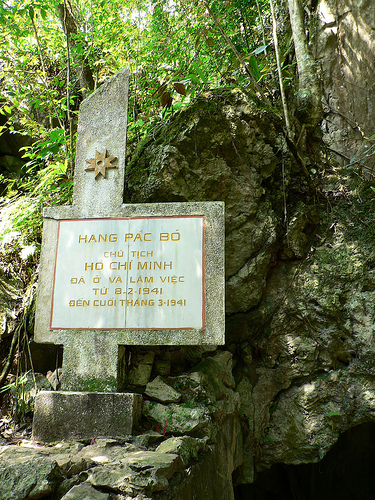 HANG PÁC BÓ
CHỦ TỊCH
HỒ CHÍ MINH
ĐÃ Ở VÀ LÀM VIỆC
TỪ 8-2-1941
ĐẾN CUỐI THÁNG 3-1941